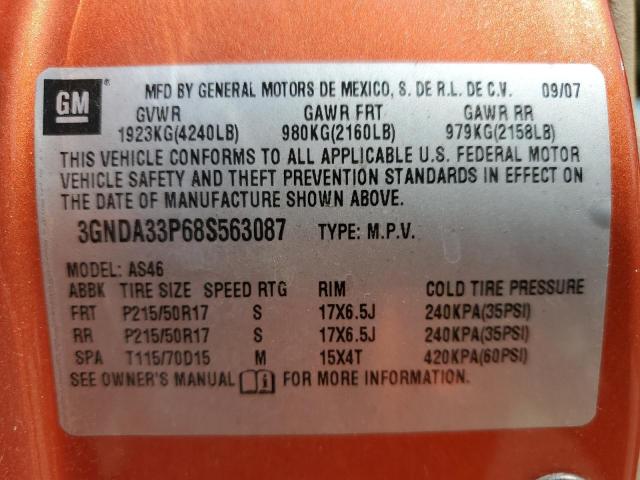 GM
MFD BY GENERAL MOTORS DE MEXICO, S. DE R.L. DE C.V. 09/07
GVWR GAWR FRT GAWR RR
1923KG(4240LB) 980KG(2160LB) 979KG(2158LB)
THIS VEHICLE CONFORMS TO ALL APPLICABLE U.S. FEDERAL MOTOR
VEHICLE SAFETY AND THEFT PREVENTION STANDARDS IN EFFECT ON
THE DATE OF MANUFACTURE SHOWN ABOVE.
3GNDA33P68S563087 TYPE: M.P.V.
MODEL: AS46
ABBK TIRE SIZE SPEED RTG RIM COLD TIRE PRESSURE
FRT P215/50R17 S 17X6.5J 240KPA(35PSI)
RR P215/50R17 S 17X6.5J 240KPA(35PSI)
SPA T115/70D15 M 15X4T 420KPA(60PSI)
SEE OWNER'S MANUAL FOR MORE INFORMATION.